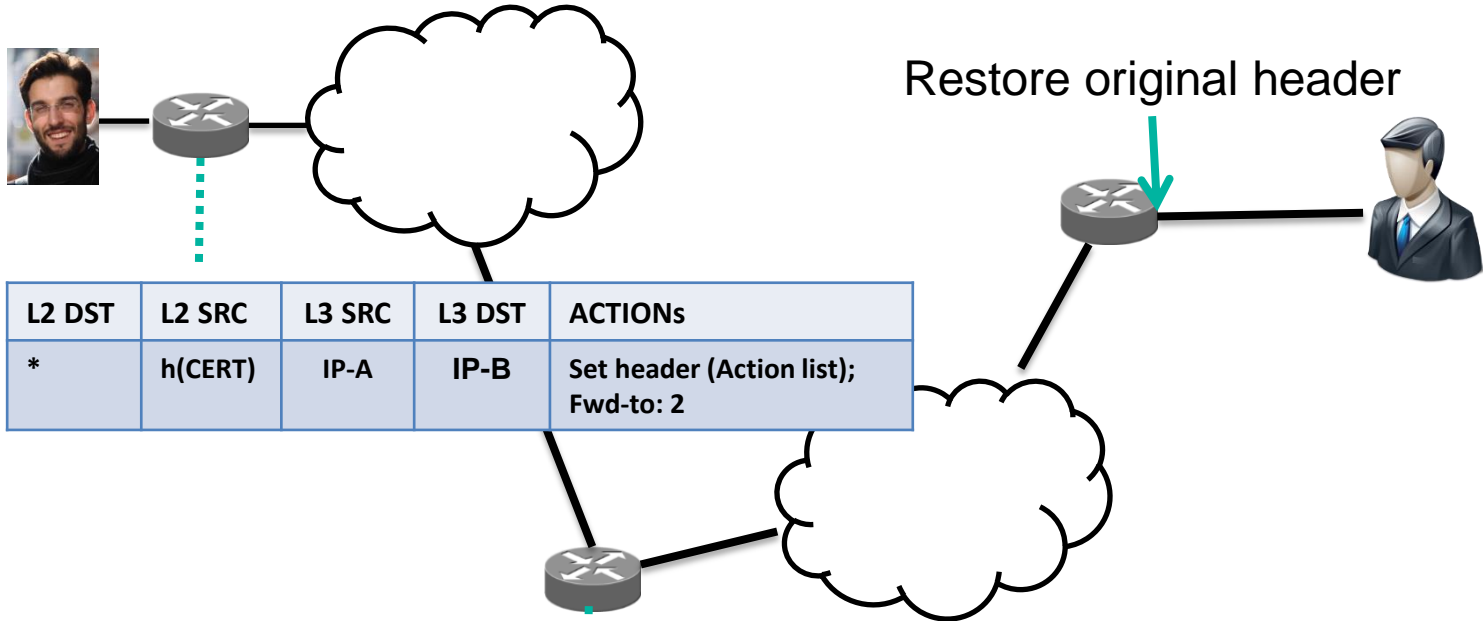 Restore original header
L2 DST L2 SRC L3 SRC L3 DST ACTIONs
* h(CERT) IP-A IP-B Set header (Action list);
Fwd-to: 2